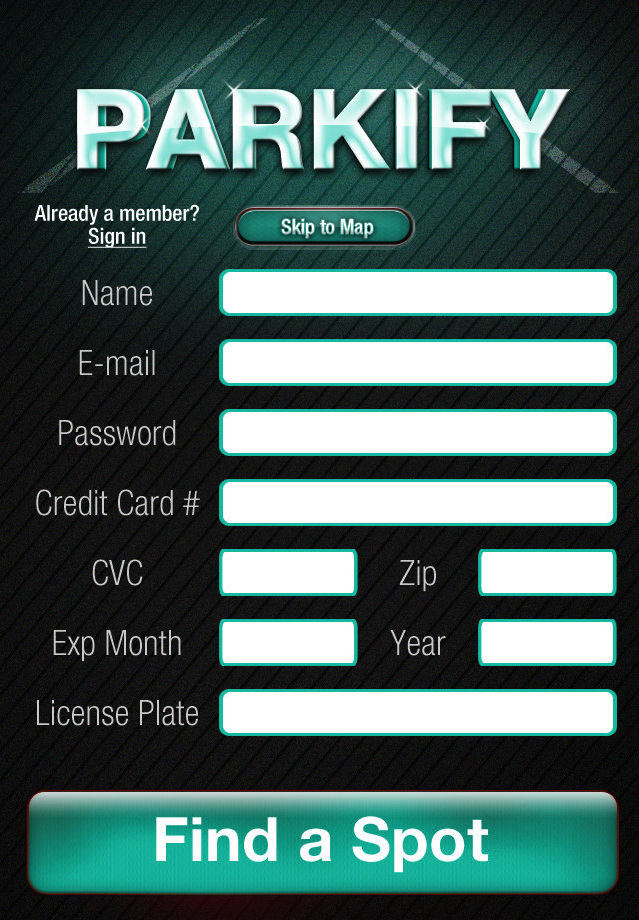 PARKIFY
Already a member?
Sign in
Skip to Map
Name
E-mail
Password
Credit Card #
CVC
Zip
Exp Month
Year
License Plate
Find a Spot